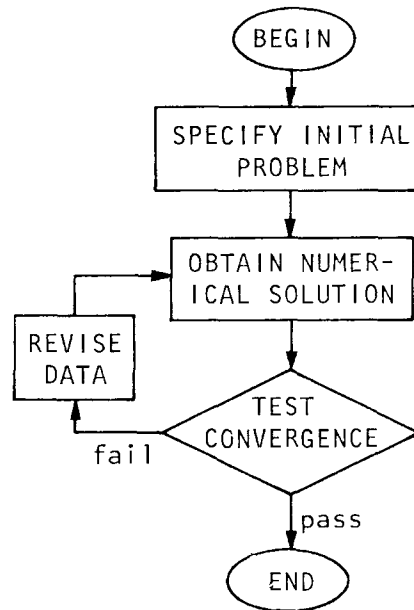 BEGIN
SPECIFY INITIAL
PROBLEM
OBTAIN NUMER-
ICAL SOLUTION
REVISE
DATA
TEST
CONVERGENCE
fail
pass
END